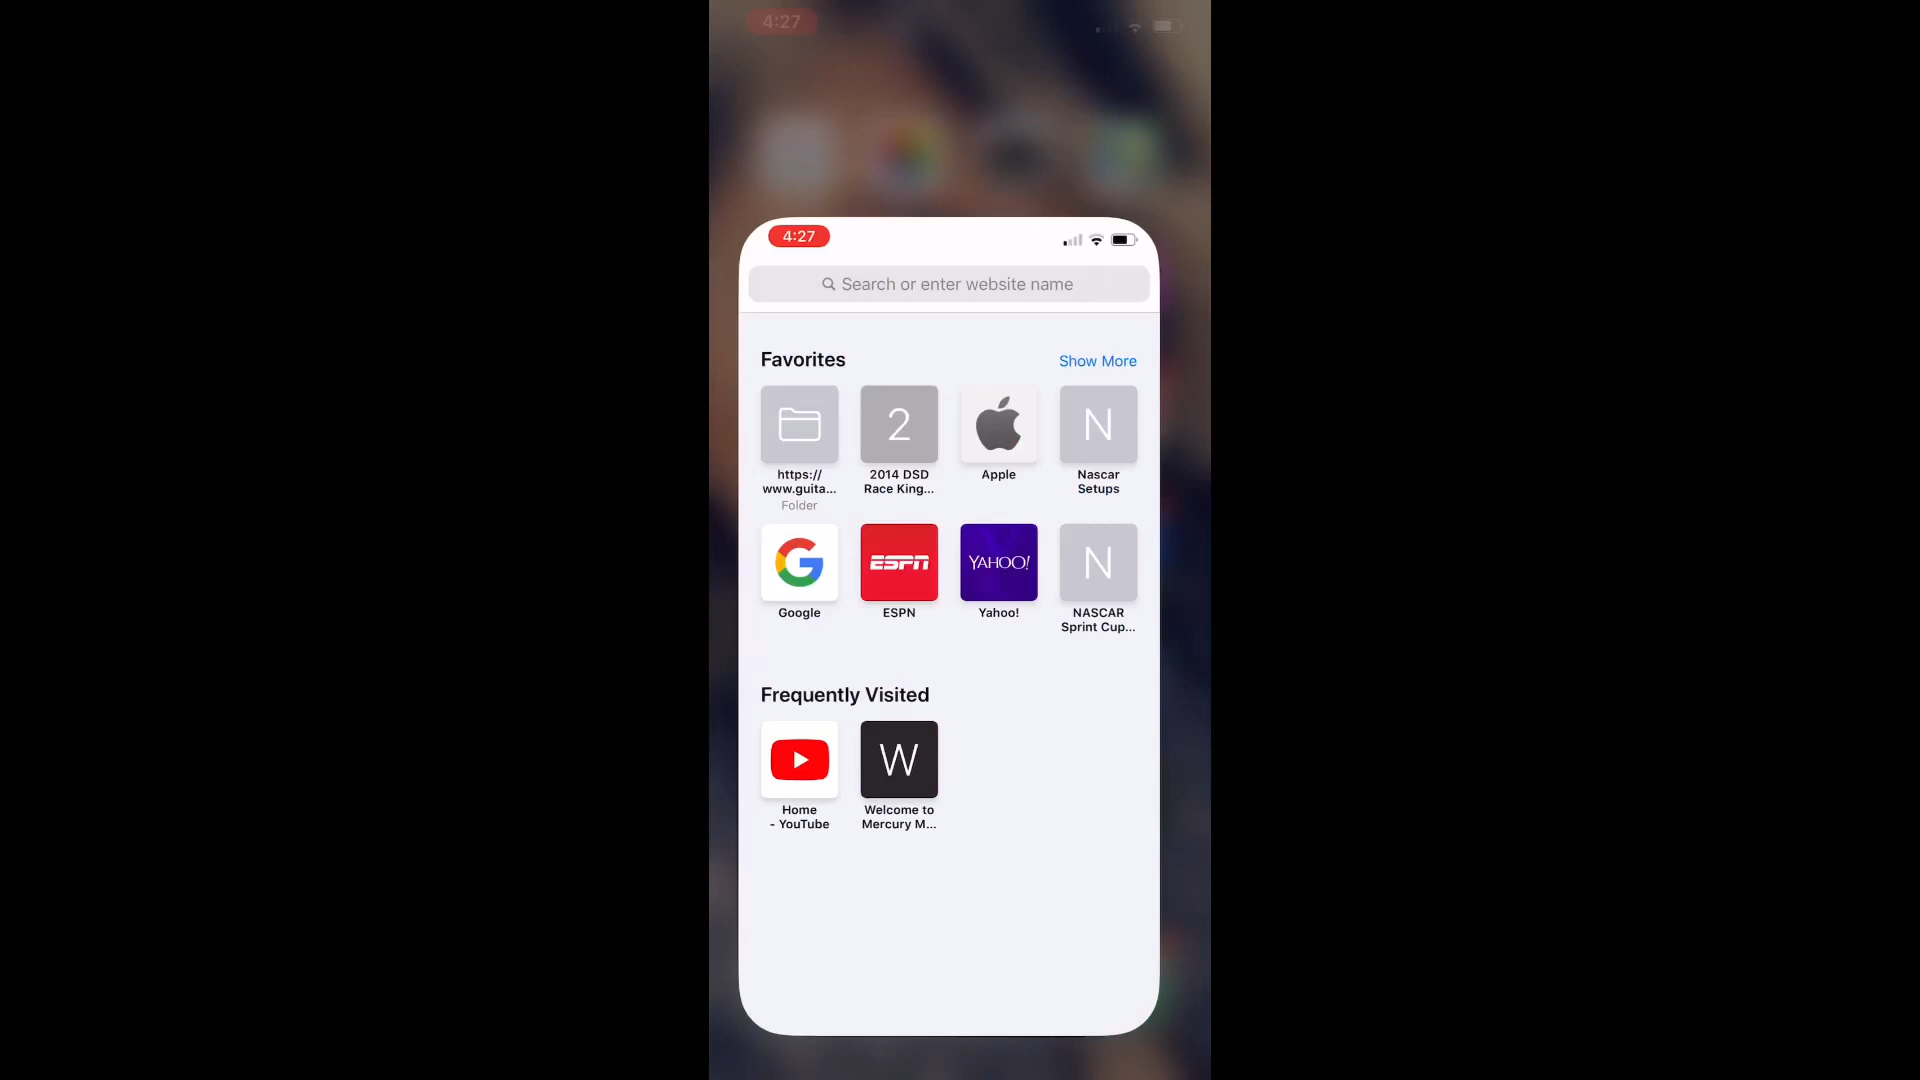 4:27
4:27
Search or enter website name
Favorites
Show More
2
N
https://
www.guita...
Folder
2014 DSD
Race King...
Apple
Nascar
Setups
G
ESPN
YAHOO!
N
Google
ESPN
Yahoo!
NASCAR
Sprint Cup...
Frequently Visited
W
Home
- YouTube
Welcome to
Mercury M...